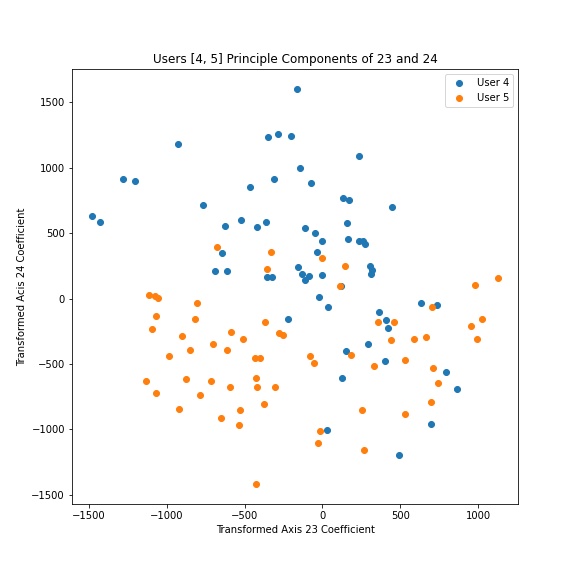 Users [4, 5] Principle Components of 23 and 24
User 4
User 5
1500
1000
500
0
−500
−1000
−1500
Transformed Acis 24 Coefficient
−1500
−1000
−500
0
500
1000
Transformed Axis 23 Coefficient